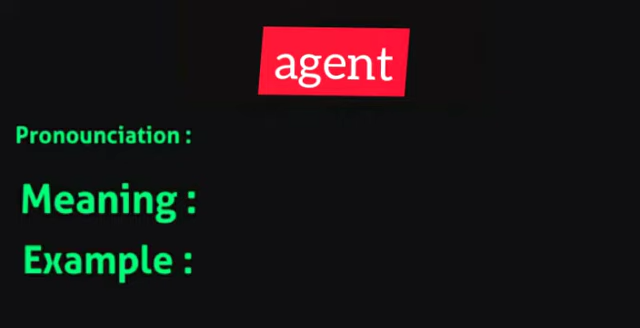 agent
Pronounciation :
Meaning :
Example :